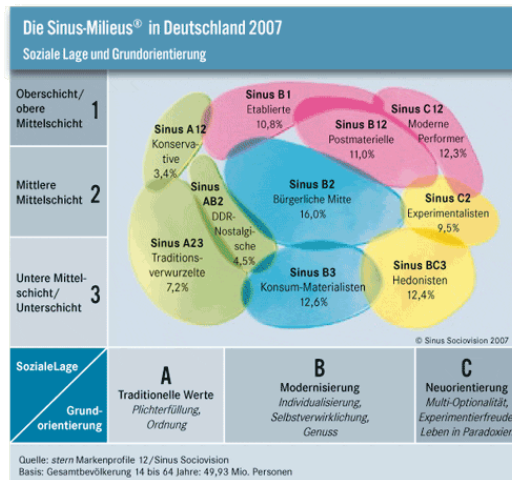 Die Sinus-Milieus® in Deutschland 2007
Soziale Lage und Grundorientierung
Oberschicht/
obere
Mittelschicht
1
Mittlere
Mittelschicht
2
Untere Mittel-
schicht/
Unterschicht
3
Sinus B1
Etablierte
10,8%
Sinus C12
Moderne
Performer
12,3%
Sinus B12
Postmaterielle
11,0%
Sinus A12
Konserva-
tive
3,4%
Sinus
AB2
DDR-
Nostalgi-
sche
4,5%
Sinus B2
Bürgerliche Mitte
16,0%
Sinus C2
Experimentalisten
9,5%
Sinus A23
Traditions-
verwurzelte
7,2%
Sinus B3
Konsum-Materialisten
12,6%
Sinus BC3
Hedonisten
12,4%
© Sinus Sociovision 2007
SozialeLage
Grund-
orientierung
A
Traditionelle Werte
Plichterfüllung,
Ordnung
B
Modernisierung
Individualisierung,
Selbstverwirklichung,
Genuss
C
Neuorientierung
Multi-Optionalität,
Experimentierfreude,
Leben in Paradoxien
Quelle: stern Markenprofile 12/Sinus Sociovision
Basis: Gesamtbevölkerung 14 bis 64 Jahre: 49,93 Mio. Personen